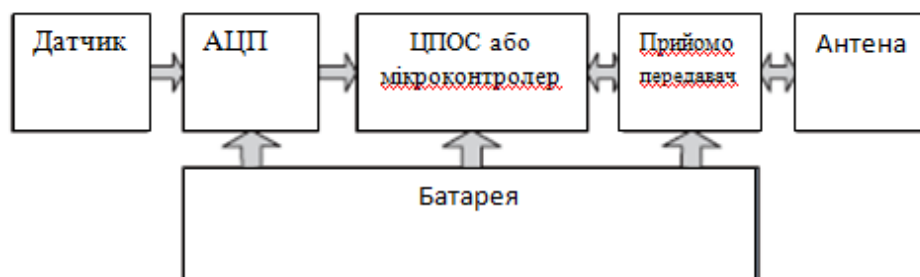 Датчик
АЦП
ЦПОС або
мікроконтролер
Прийомо
передавач
Антена
Батарея